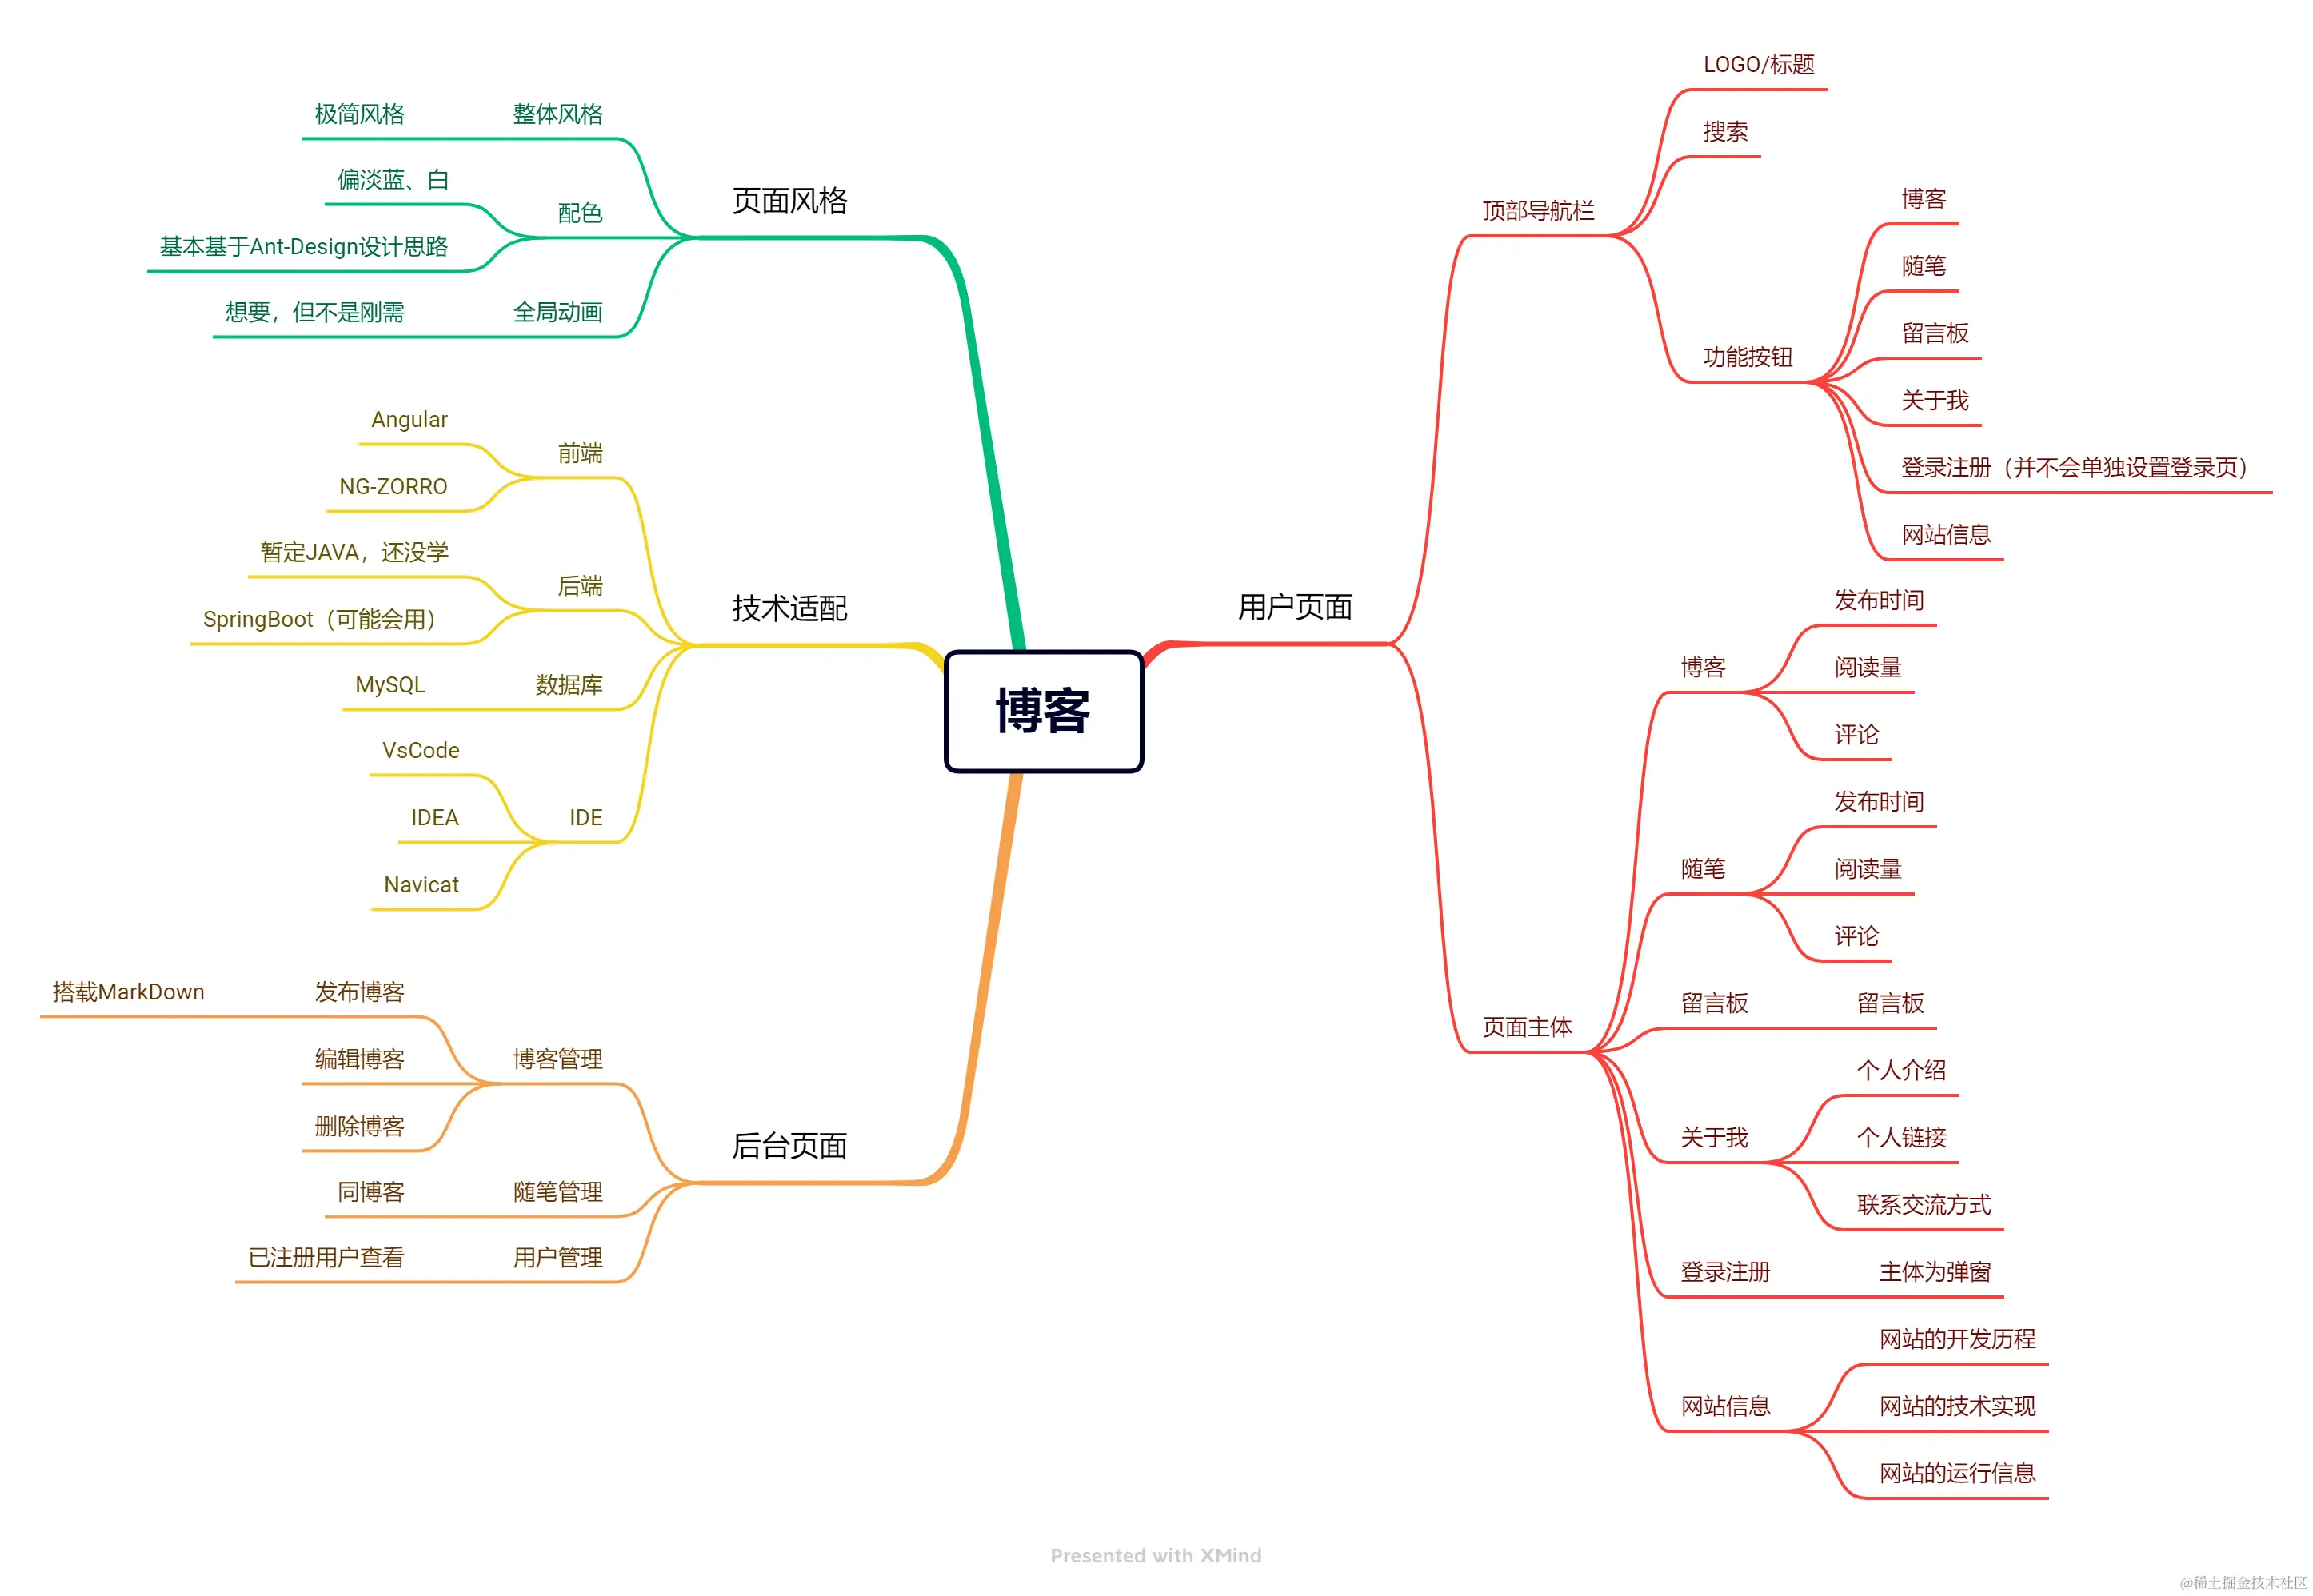 博客
用户页面
顶部导航栏
LOGO/标题
搜索
功能按钮
博客
随笔
留言板
关于我
登录注册（并不会单独设置登录页）
网站信息
页面主体
博客
发布时间
阅读量
评论
随笔
发布时间
阅读量
评论
留言板
留言板
关于我
个人介绍
个人链接
联系交流方式
登录注册
主体为弹窗
网站信息
网站的开发历程
网站的技术实现
网站的运行信息
页面风格
整体风格
极简风格
配色
偏淡蓝、白
基本基于Ant-Design设计思路
全局动画
想要，但不是刚需
技术适配
前端
Angular
NG-ZORRO
后端
暂定JAVA，还没学
SpringBoot（可能会用）
数据库
MySQL
IDE
VsCode
IDEA
Navicat
后台页面
博客管理
发布博客
搭载MarkDown
编辑博客
删除博客
随笔管理
同博客
用户管理
已注册用户查看
Presented with XMind
@稀土掘金技术社区